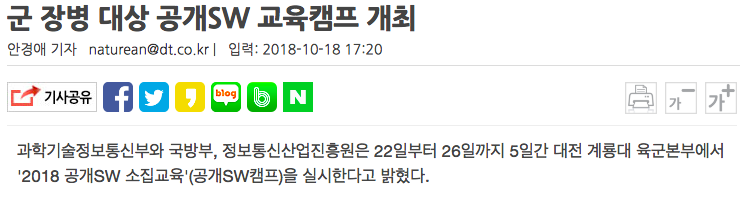 군 장병 대상 공개SW 교육캠프 개최
안경애 기자 naturean@dt.co.kr | 입력: 2018-10-18 17:20
기사공유 blog b N 가 가
과학기술정보통신부와 국방부, 정보통신산업진흥원은 22일부터 26일까지 5일간 대전 계룡대 육군본부에서
'2018 공개SW 소집교육'(공개SW캠프)을 실시한다고 밝혔다.